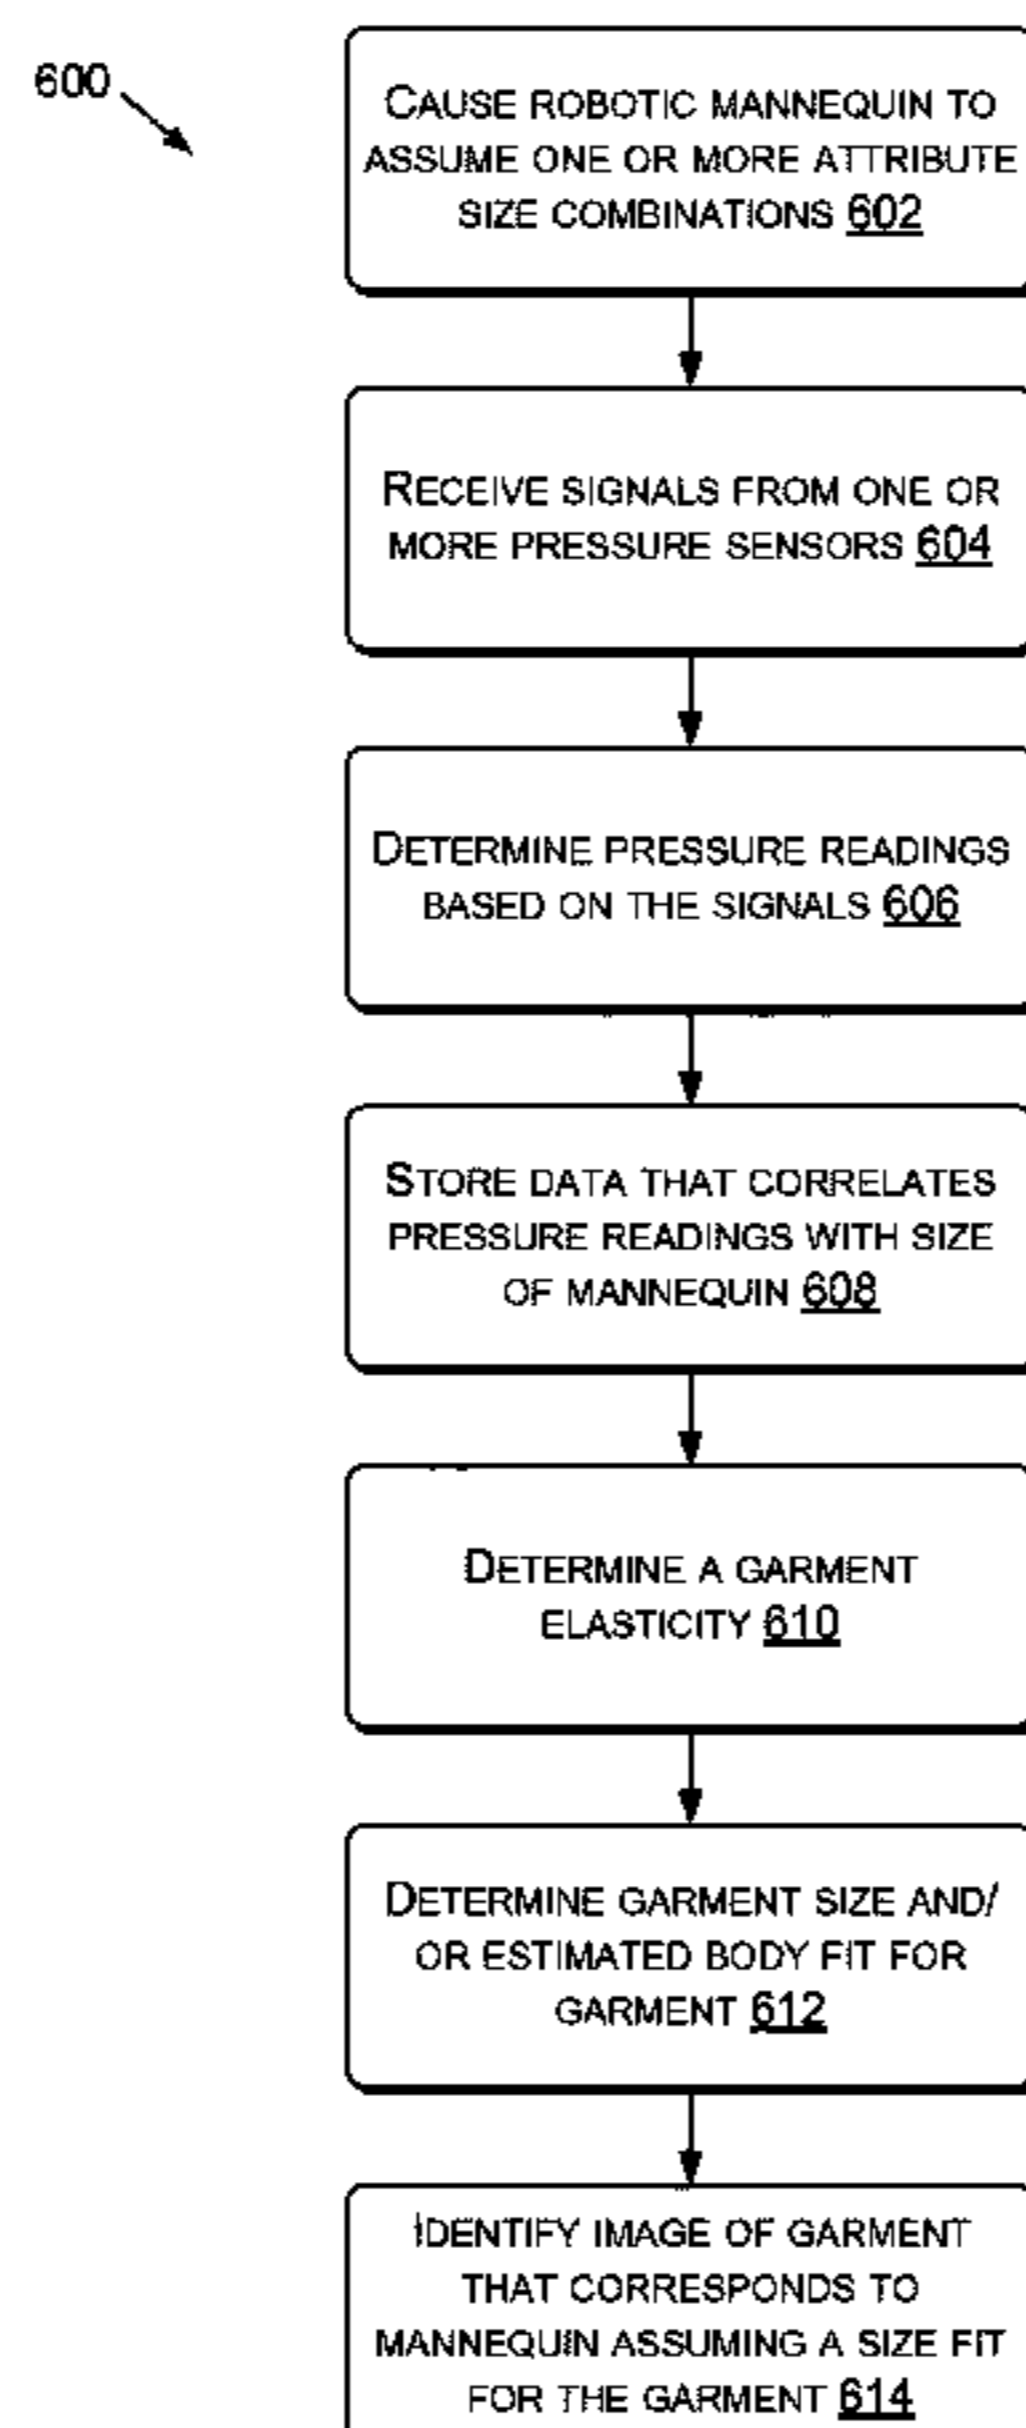 600
CAUSE ROBOTIC MANNEQUIN TO
ASSUME ONE OR MORE ATTRIBUTE
SIZE COMBINATIONS 602
RECEIVE SIGNALS FROM ONE OR
MORE PRESSURE SENSORS 604
DETERMINE PRESSURE READINGS
BASED ON THE SIGNALS 606
STORE DATA THAT CORRELATES
PRESSURE READINGS WITH SIZE
OF MANNEQUIN 608
DETERMINE A GARMENT
ELASTICITY 610
DETERMINE GARMENT SIZE AND/
OR ESTIMATED BODY FIT FOR
GARMENT 612
IDENTIFY IMAGE OF GARMENT
THAT CORRESPONDS TO
MANNEQUIN ASSUMING A SIZE FIT
FOR THE GARMENT 614